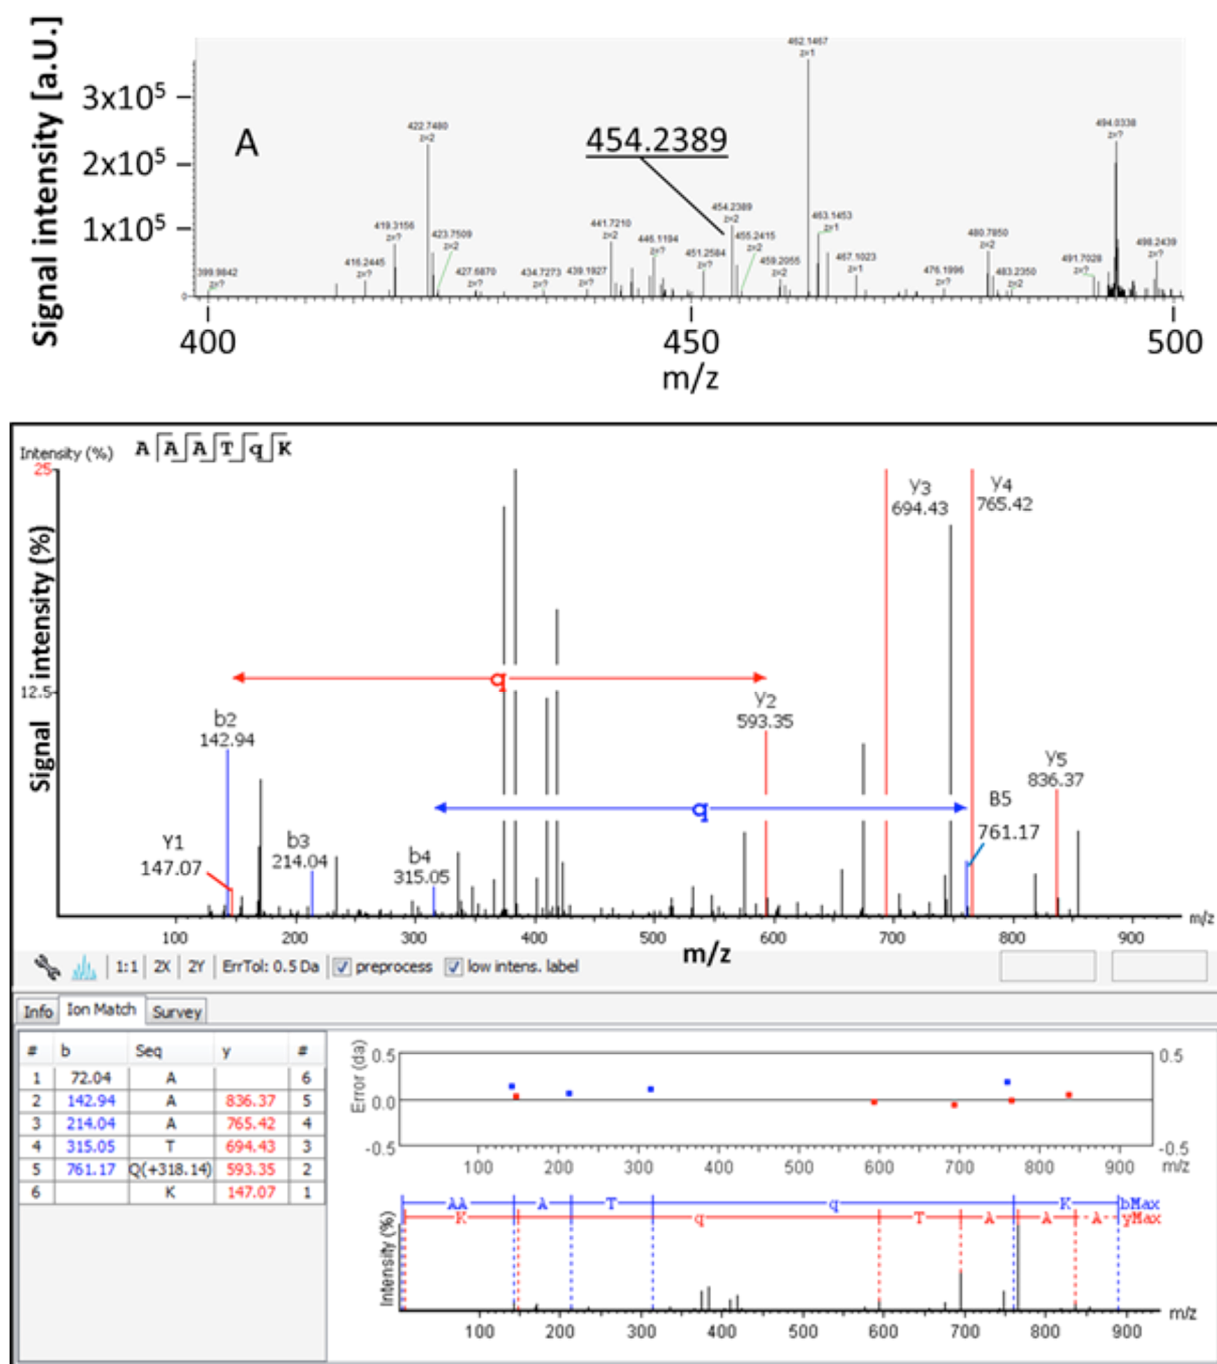 Signal intensity [a.U.]
3x10⁵
2x10⁵
1x10⁵
0
A
454.2389
399.9842
z=?
416.2445
z=?
419.3156
z=?
422.7480
z=2
423.7509
z=2
427.6870
z=?
434.7273
z=?
439.1927
z=?
441.7210
z=2
446.1194
z=?
451.2584
z=?
454.2389
z=2
455.2415
z=2
459.2055
z=2
462.1467
z=1
463.1453
z=1
467.1023
z=1
476.1996
z=?
480.7850
z=2
483.2350
z=2
491.7028
z=?
494.0338
z=?
498.2439
z=?
400 450 500
m/z
Intensity (%) A A A T q K
25
Signal intensity (%)
12.5
y3
694.43
y4
765.42
q
b2
142.94
y2
593.35
y5
836.37
q
B5
761.17
Y1
147.07
b3
214.04
b4
315.05
100 200 300 400 500 600 700 800 900 m/z
m/z
1:1 2X 2Y ErrTol: 0.5 Da preprocess low intens. label
Info Ion Match Survey
# b Seq y #
1 72.04 A 6
2 142.94 A 836.37 5
3 214.04 A 765.42 4
4 315.05 T 694.43 3
5 761.17 Q(+318.14) 593.35 2
6 K 147.07 1
Error (da)
0.5 0.5
0.0
-0.5 -0.5
100 200 300 400 500 600 700 800 900 m/z
AA A T q K bMax
K q T A A A yMax
Intensity (%)
100 200 300 400 500 600 700 800 900 m/z